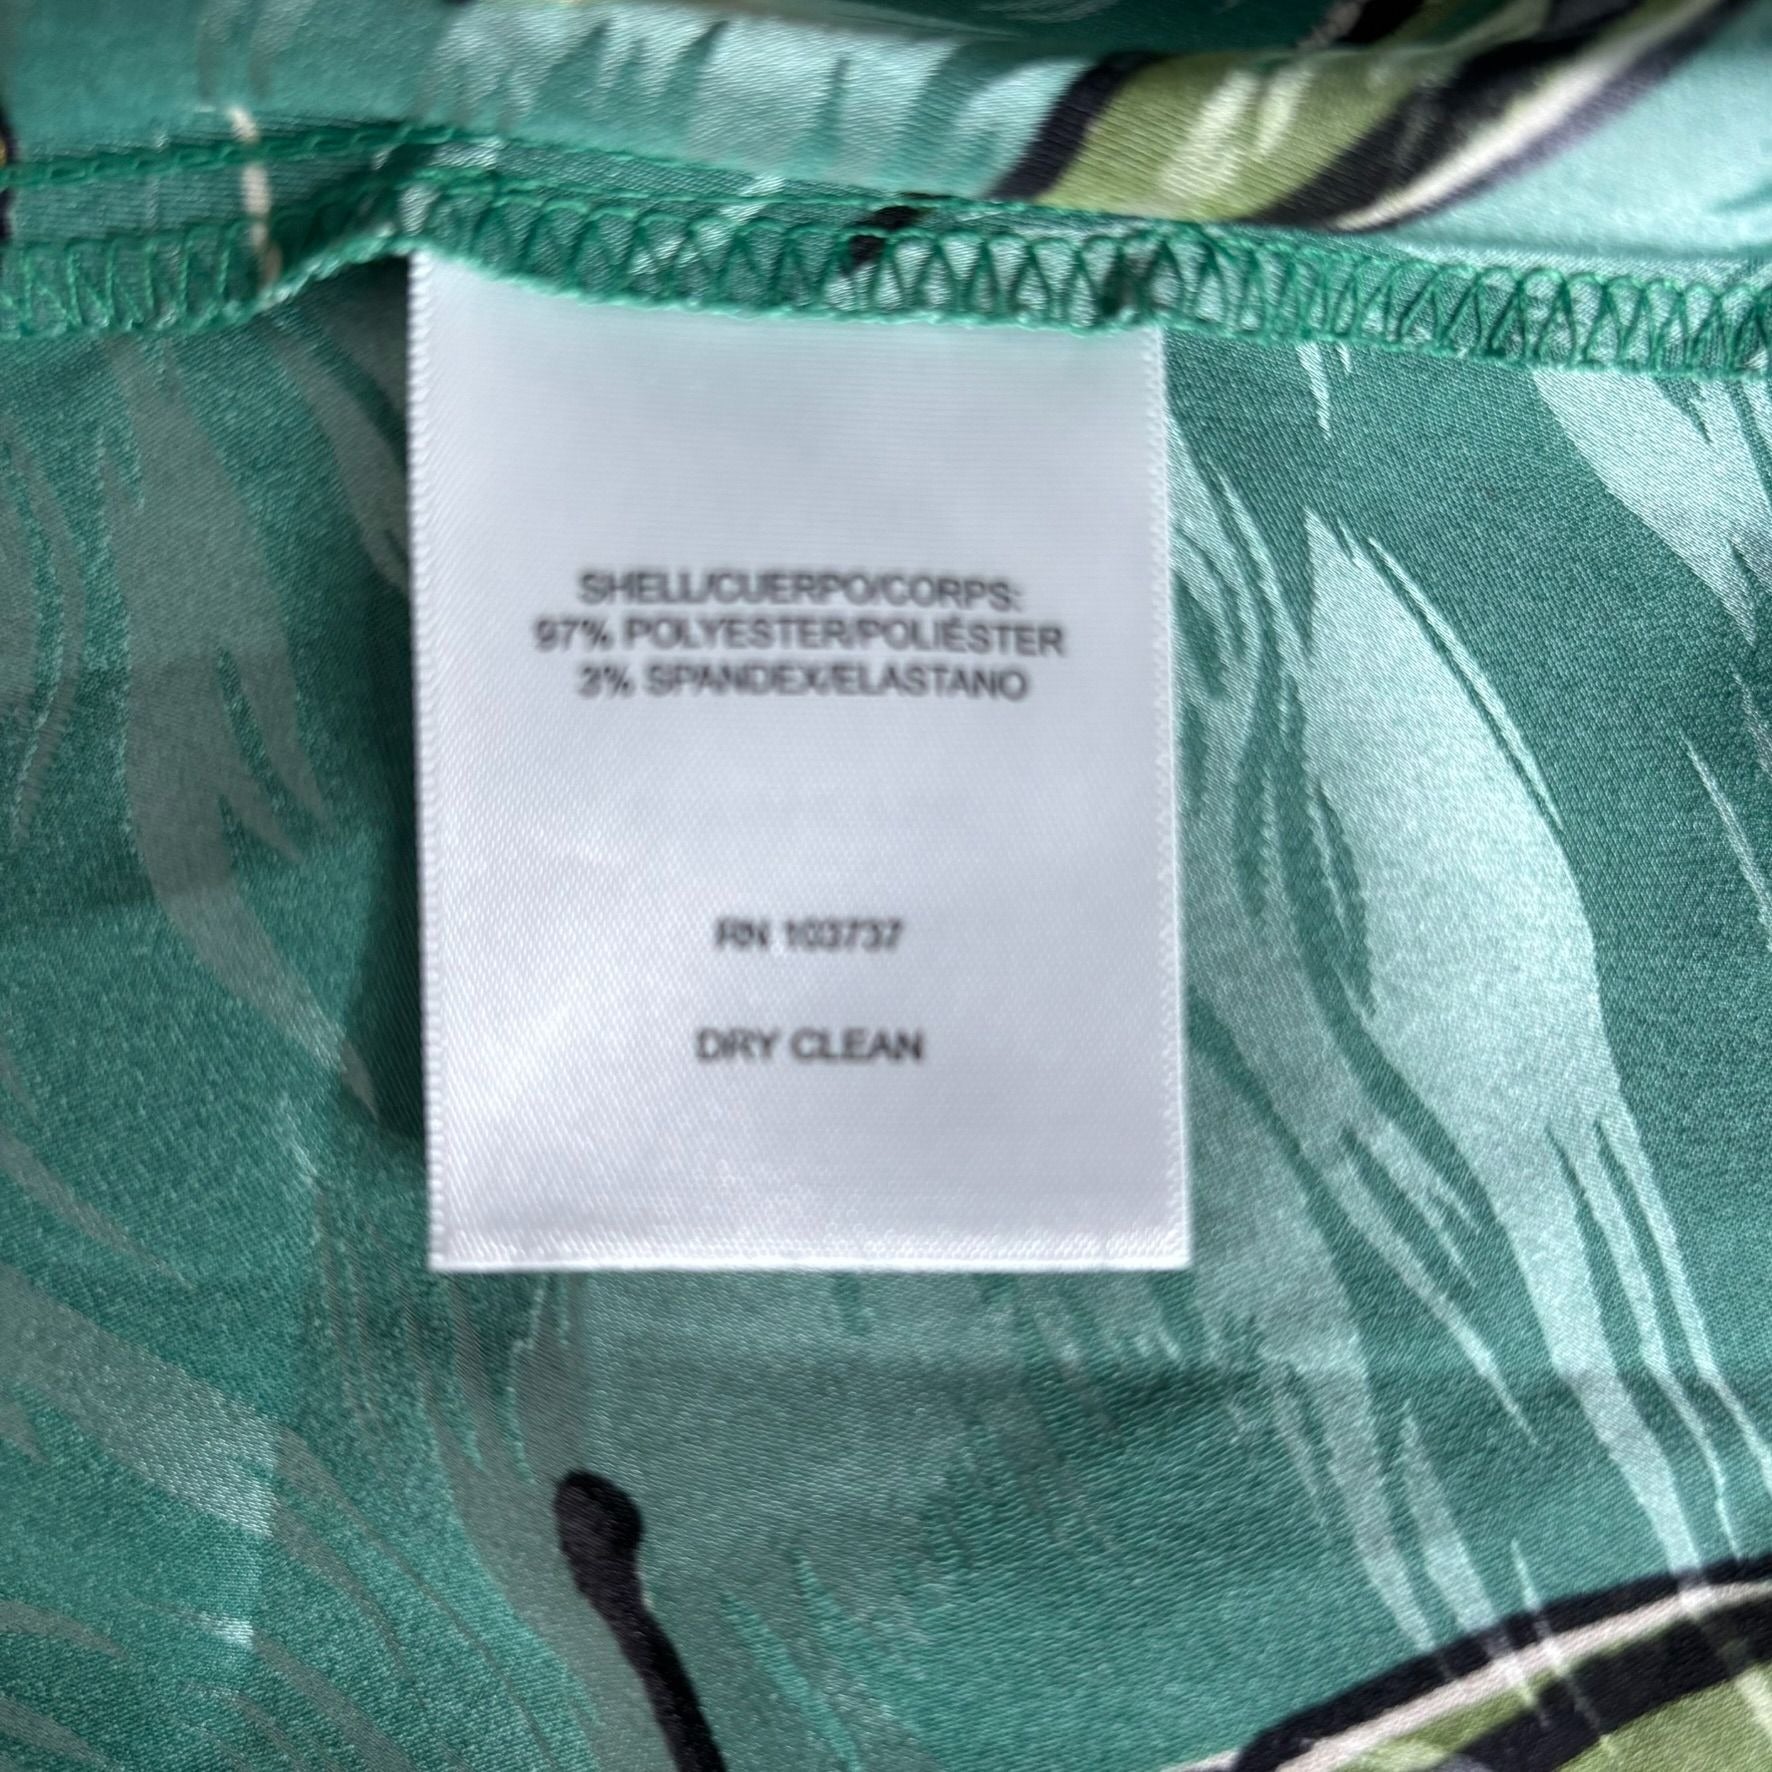 SHELL/CUERPO/CORPS:
97% POLYESTER/POLIÉSTER
3% SPANDEX/ELASTANO
RN 103737
DRY CLEAN